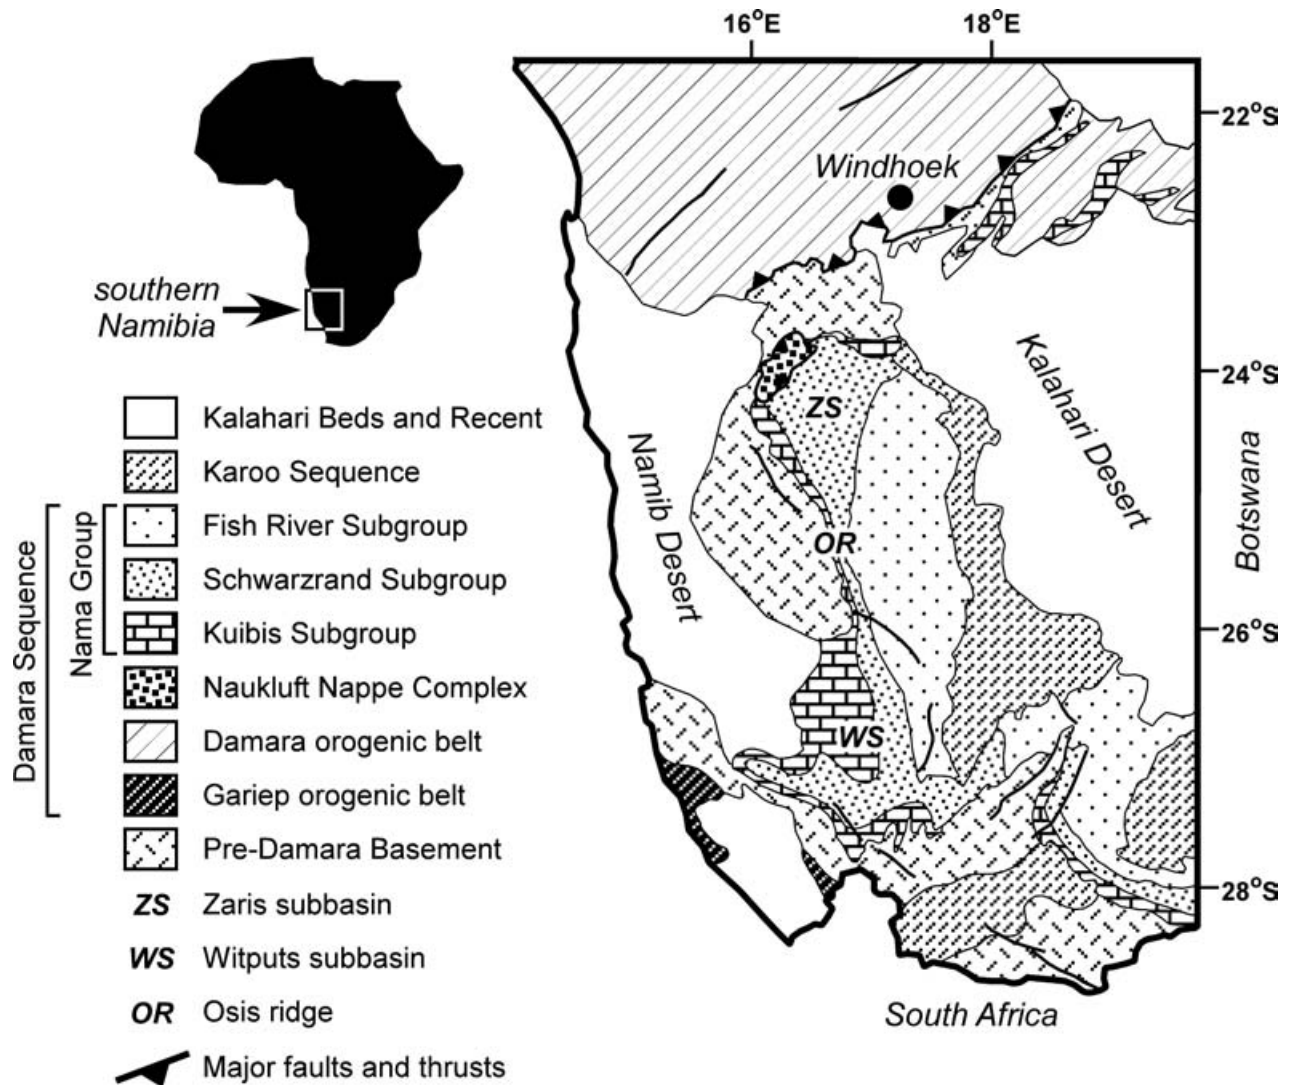 16°E
18°E
22°S
Windhoek
southern
Namibia
24°S
Kalahari Desert
ZS
Namib Desert
Botswana
OR
26°S
WS
28°S
South Africa
Kalahari Beds and Recent
Karoo Sequence
Damara Sequence
Nama Group
Fish River Subgroup
Schwarzrand Subgroup
Kuibis Subgroup
Naukluft Nappe Complex
Damara orogenic belt
Gariep orogenic belt
Pre-Damara Basement
ZS Zaris subbasin
WS Witputs subbasin
OR Osis ridge
Major faults and thrusts